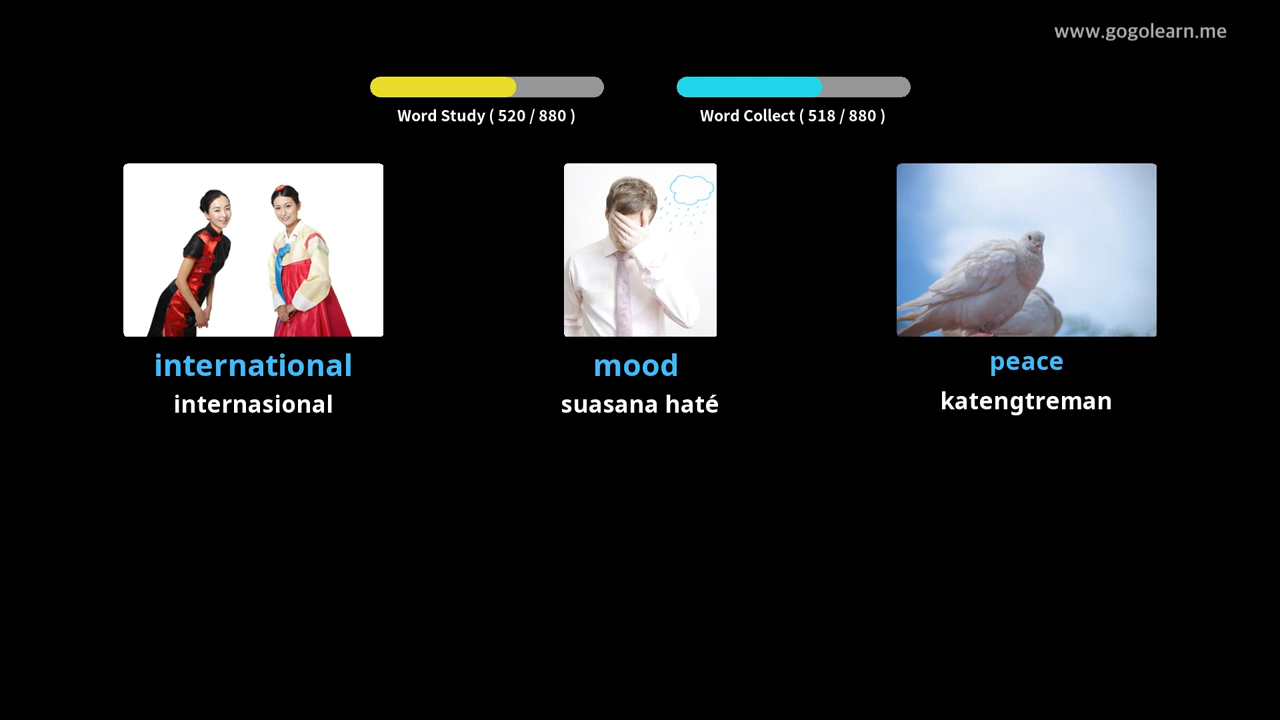 www.gogolearn.me
Word Study ( 520 / 880 )
Word Collect ( 518 / 880 )
international
internasional
mood
suasana haté
peace
katengtreman